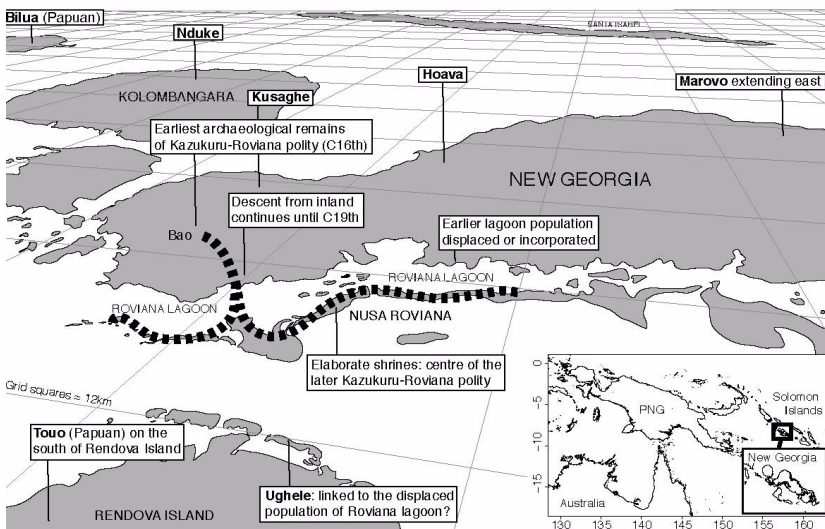 Bilua (Papuan)
Nduke
SANTA ISABEL
Hoava
KOLOMBANGARA
Kusaghe
Marovo extending east
Earliest archaeological remains
of Kazukuru-Roviana polity (C16th)
NEW GEORGIA
Descent from inland
continues until C19th
Bao
Earlier lagoon population
displaced or incorporated
ROVIANA LAGOON
ROVIANA LAGOON
NUSA ROVIANA
Elaborate shrines: centre of
the later Kazukuru-Roviana polity
Grid squares = 12km
Touo (Papuan) on the
south of Rendova Island
Ughele: linked to the displaced
population of Roviana lagoon?
RENDOVA ISLAND
0
−5
−10
−15
PNG
Solomon
Islands
New Georgia
Australia
130 135 140 145 150 155 160